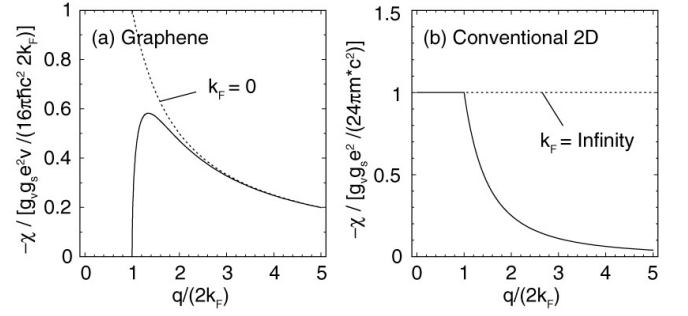 (a) Graphene
k_F = 0
−χ / [g_v g_s e² v /(16πħc² 2k_F)]
1
0.8
0.6
0.4
0.2
0
0 1 2 3 4 5
q/(2k_F)
(b) Conventional 2D
k_F = Infinity
−χ / [g_v g_s e² /(24πm*c²)]
1.5
1
0.5
0
0 1 2 3 4 5
q/(2k_F)